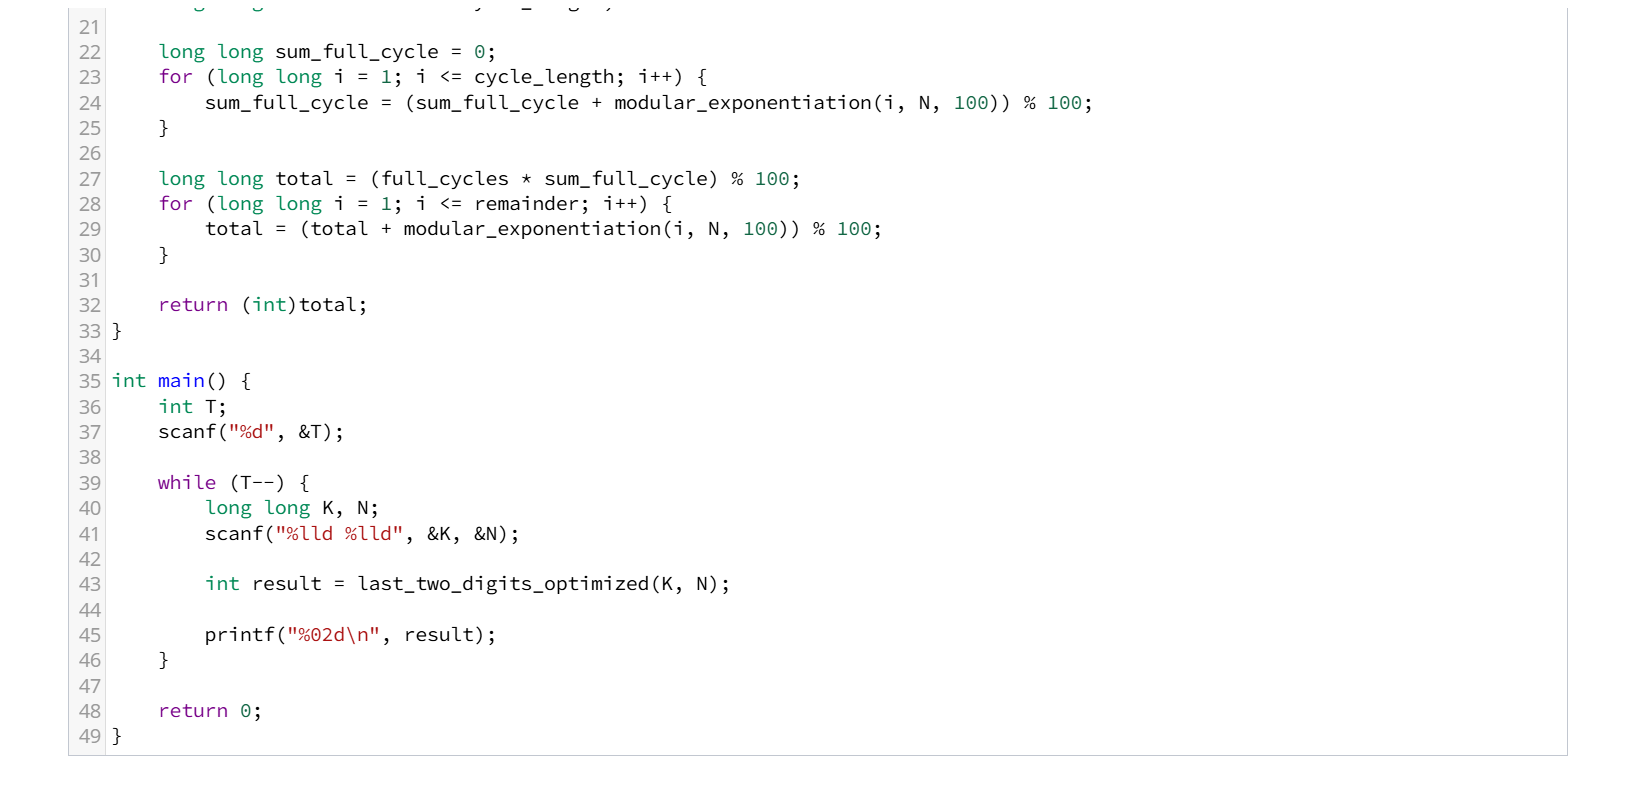 21
22     long long sum_full_cycle = 0;
23     for (long long i = 1; i <= cycle_length; i++) {
24         sum_full_cycle = (sum_full_cycle + modular_exponentiation(i, N, 100)) % 100;
25     }
26
27     long long total = (full_cycles * sum_full_cycle) % 100;
28     for (long long i = 1; i <= remainder; i++) {
29         total = (total + modular_exponentiation(i, N, 100)) % 100;
30     }
31
32     return (int)total;
33 }
34
35 int main() {
36     int T;
37     scanf("%d", &T);
38
39     while (T--) {
40         long long K, N;
41         scanf("%lld %lld", &K, &N);
42
43         int result = last_two_digits_optimized(K, N);
44
45         printf("%02d\n", result);
46     }
47
48     return 0;
49 }